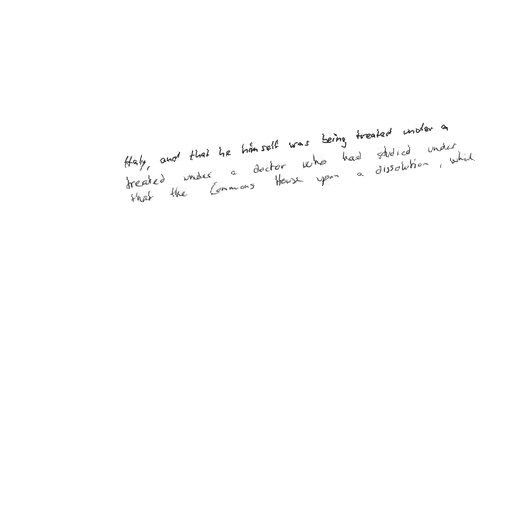 Italy, and that he himself was being treated under a
treated under a doctor who had studied under
that the Commons House upon a dissolution, while